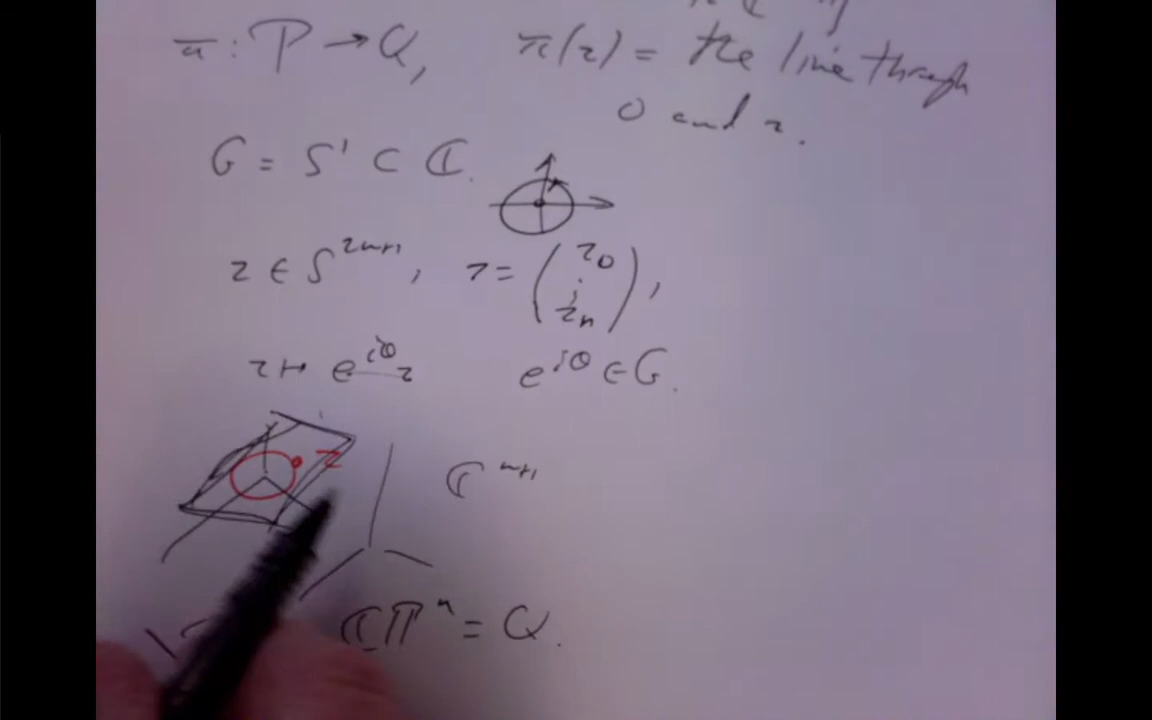 π : P → Q, π(z) = the line through
0 and z.
G = S¹ ⊂ ℂ.
z ∈ S²ⁿ⁺¹, z = (z₀ ⋮ zₙ),
z ↦ e^{iθ} z e^{iθ} ∈ G.
z
ℂⁿ⁺¹
ℂPⁿ = Q.